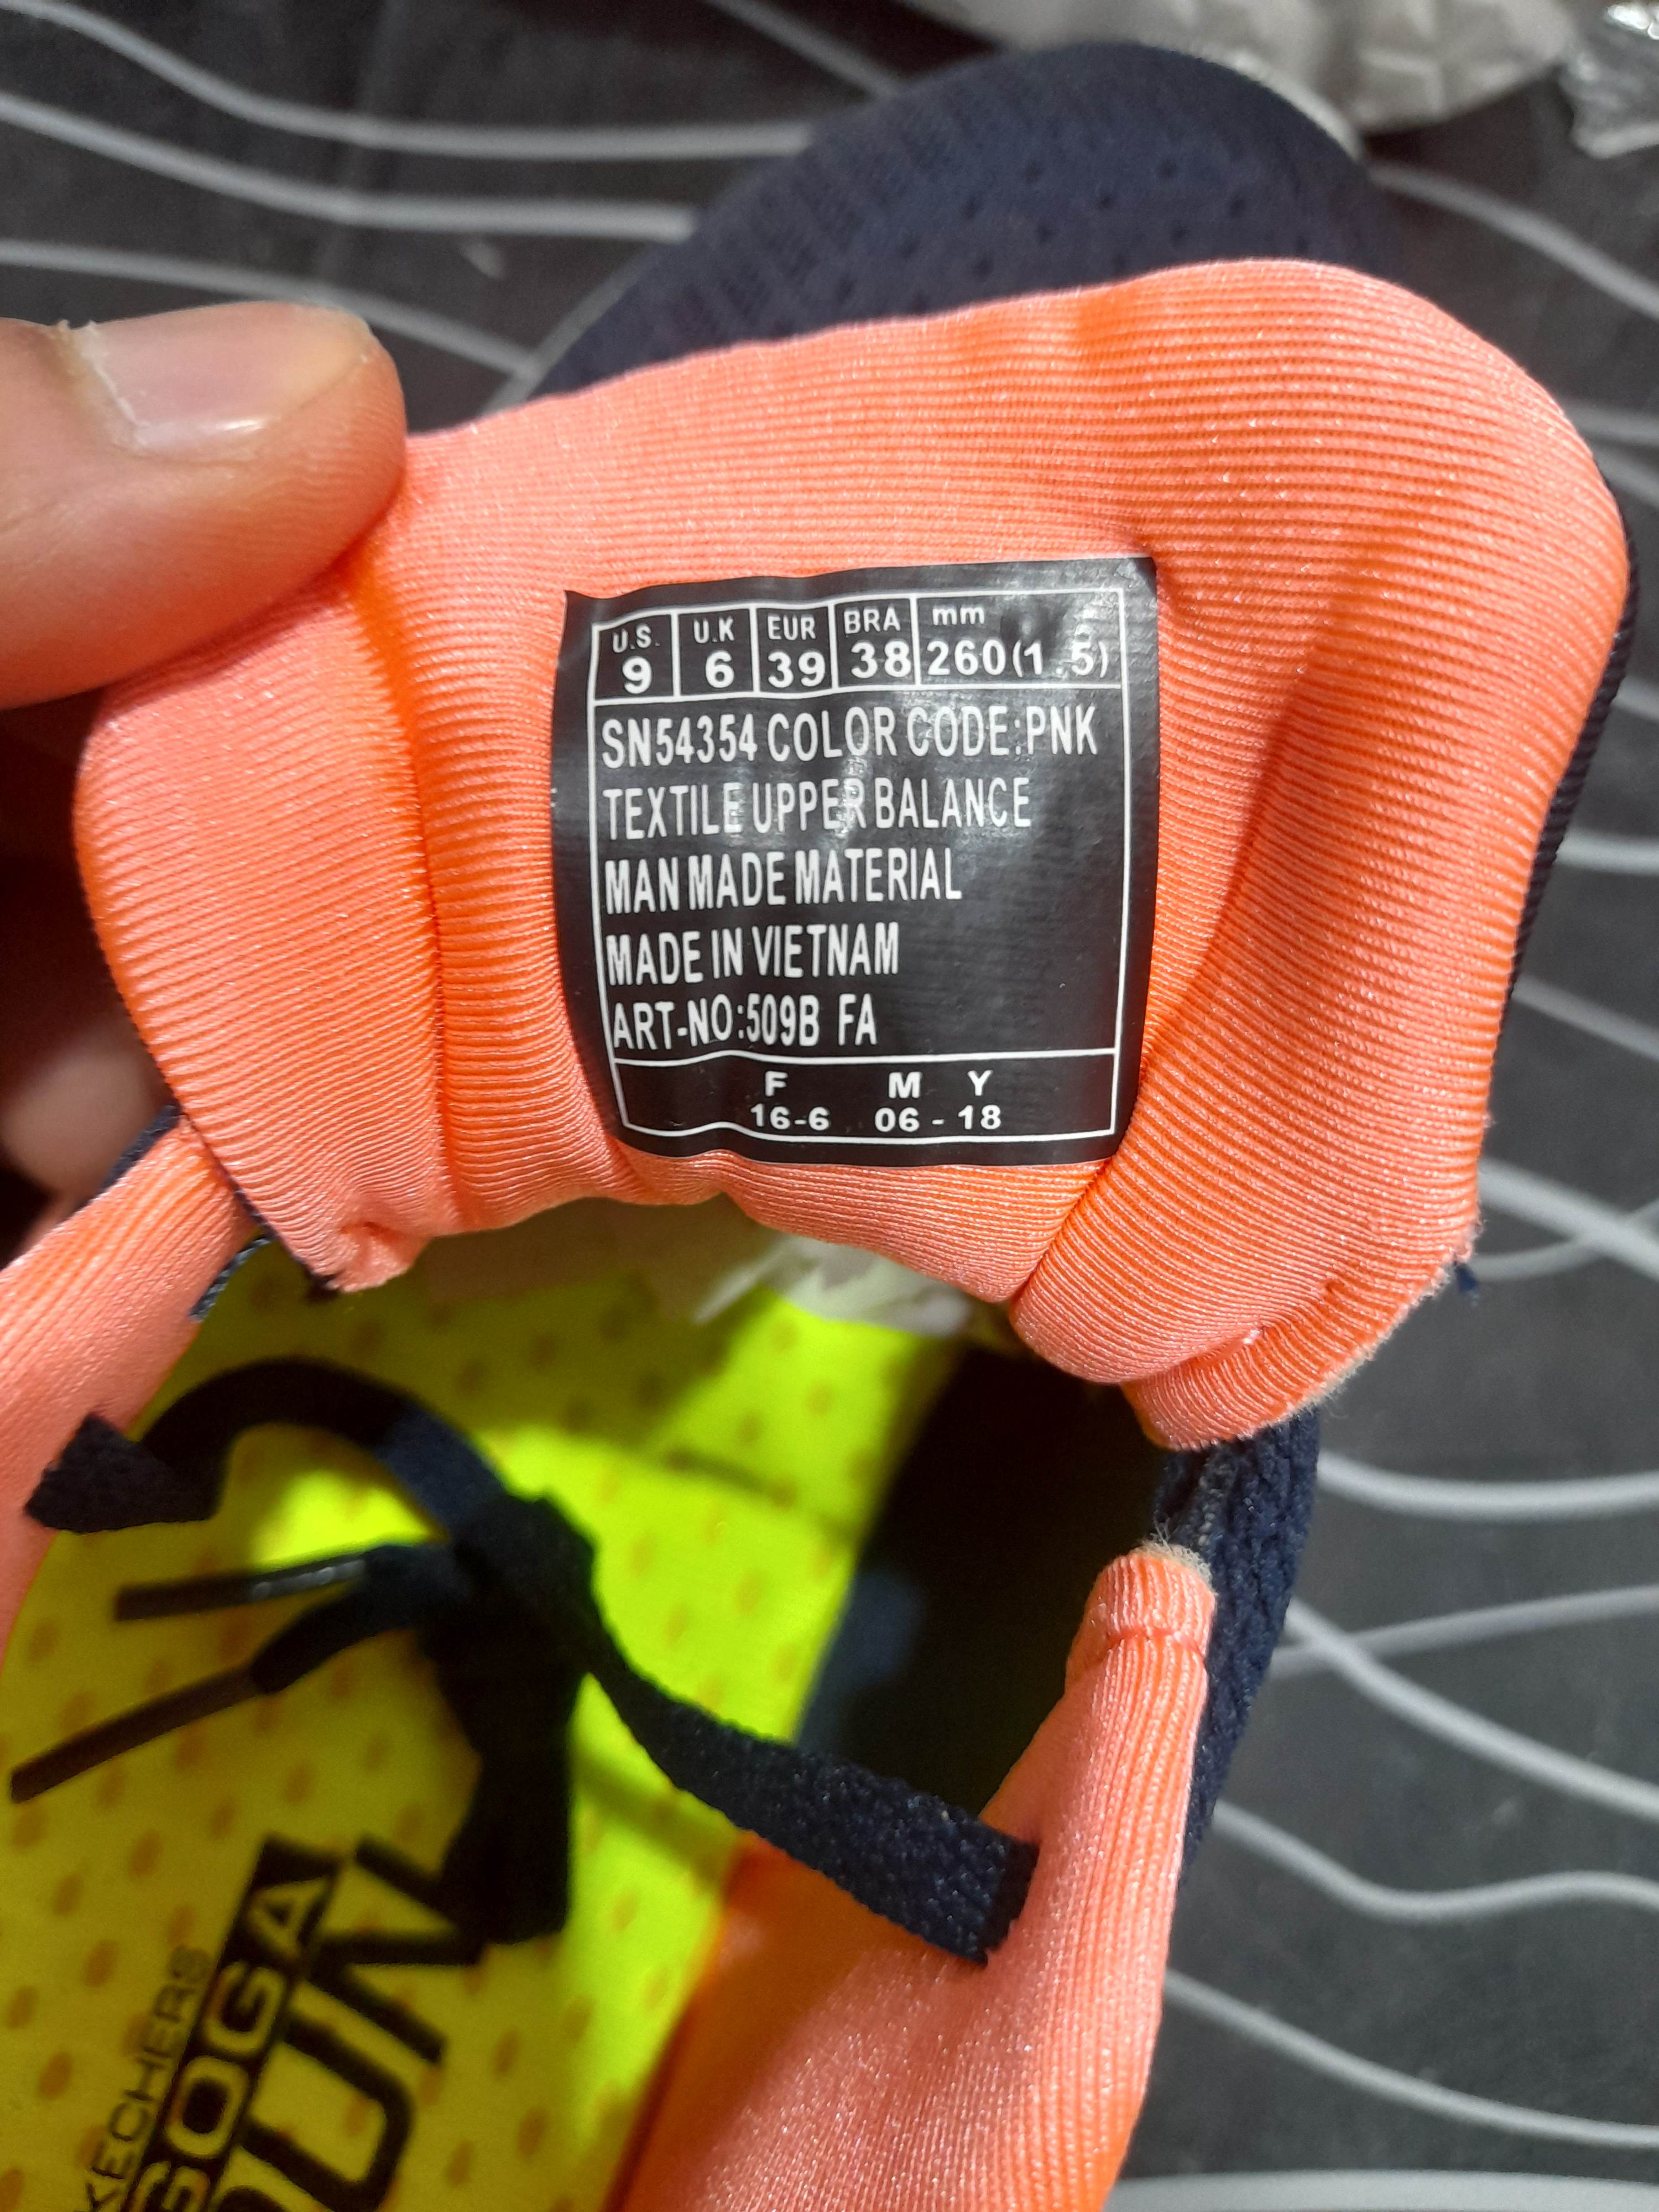 U.S. U.K EUR BRA mm
9 6 39 38 260(1.5)
SN54354 COLOR CODE:PNK
TEXTILE UPPER BALANCE
MAN MADE MATERIAL
MADE IN VIETNAM
ART-NO:509B FA
F M Y
16-6 06-18
SKECHERS
GOGA
RUN